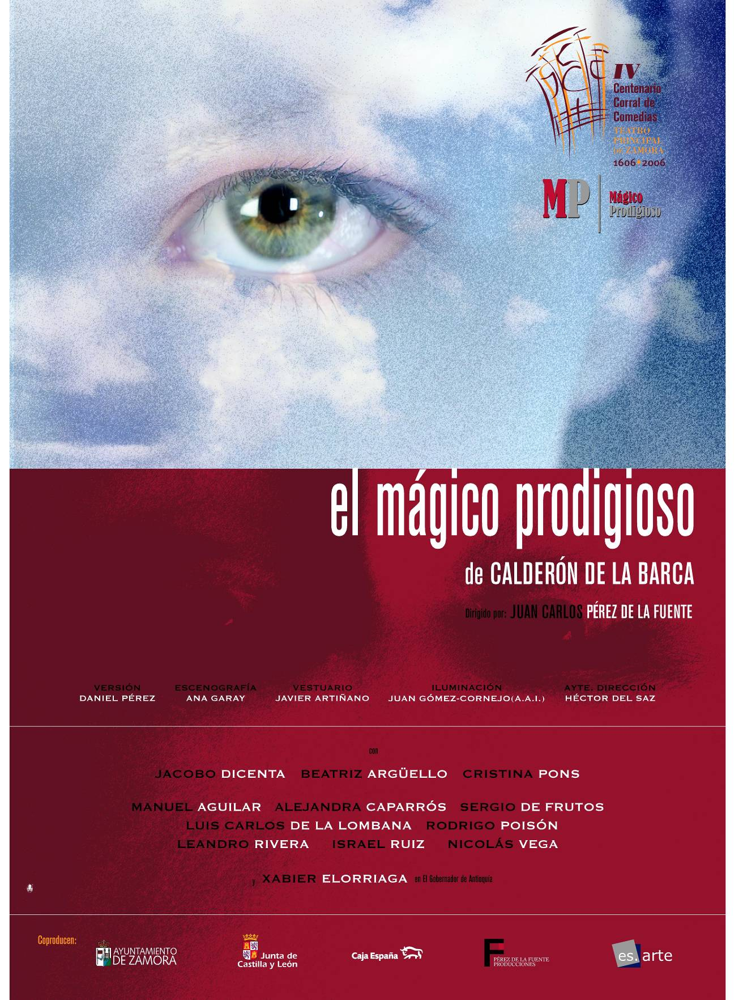 IV
Centenario
Corral de
Comedias
TEATRO
PRINCIPAL
DE ZAMORA
1606·2006
MP
Mágico
Prodigioso
el mágico prodigioso
de CALDERÓN DE LA BARCA
Dirigido por: JUAN CARLOS PÉREZ DE LA FUENTE
VERSIÓN ESCENOGRAFÍA VESTUARIO ILUMINACIÓN AYTE. DIRECCIÓN
DANIEL PÉREZ ANA GARAY JAVIER ARTIÑANO JUAN GÓMEZ-CORNEJO(A.A.I.) HÉCTOR DEL SAZ
con
JACOBO DICENTA BEATRIZ ARGÜELLO CRISTINA PONS
MANUEL AGUILAR ALEJANDRA CAPARRÓS SERGIO DE FRUTOS
LUIS CARLOS DE LA LOMBANA RODRIGO POISÓN
LEANDRO RIVERA ISRAEL RUIZ NICOLÁS VEGA
y XABIER ELORRIAGA en El Gobernador de Antioquía
Coproducen:
AYUNTAMIENTO
DE ZAMORA
Junta de
Castilla y León
Caja España
F
PÉREZ DE LA FUENTE
PRODUCCIONES
es.arte